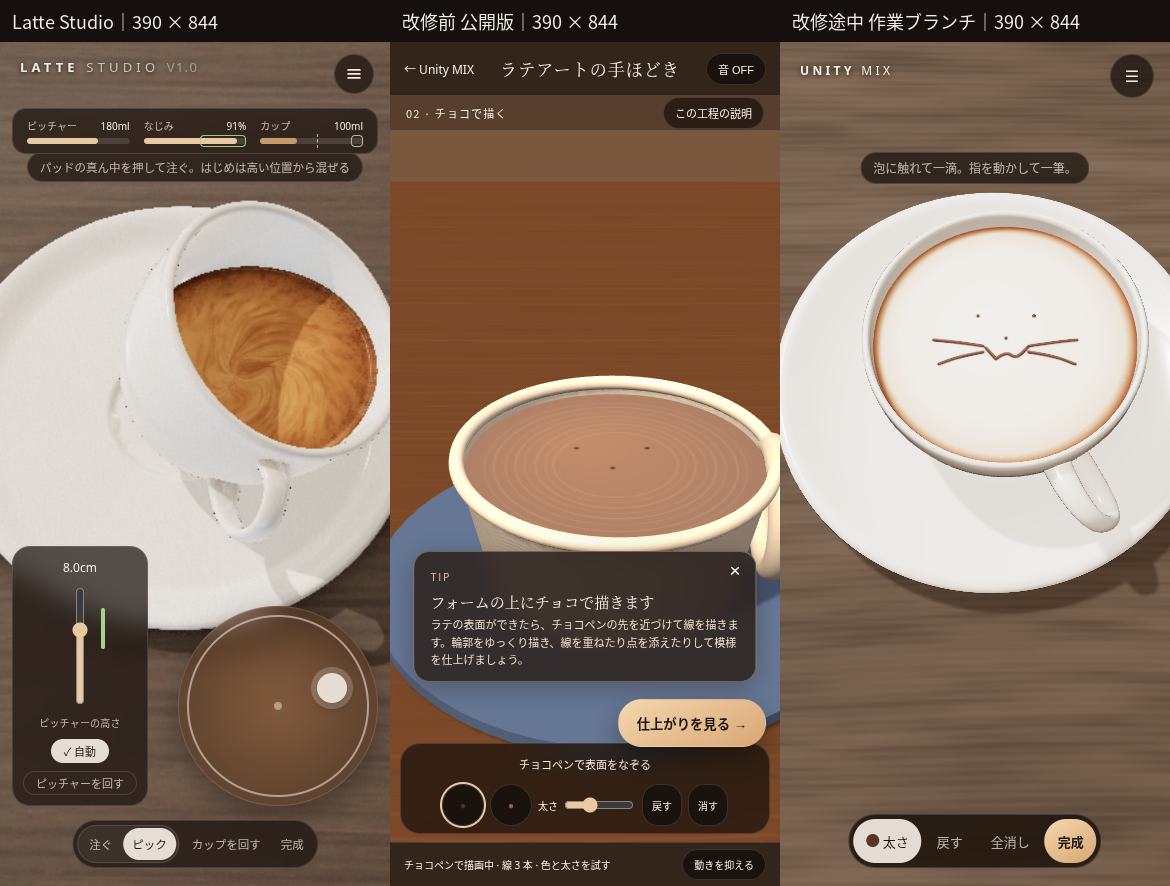 Latte Studio｜390 × 844
LATTE STUDIO V1.0
ピッチャー 180ml なじみ 91% カップ 100ml
パッドの真ん中を押して注ぐ。はじめは高い位置から混ぜる
8.0cm
ピッチャーの高さ
✓自動
ピッチャーを回す
注ぐ ピック カップを回す 完成
改修前 公開版｜390 × 844
← Unity MIX ラテアートの手ほどき 音 OFF
02 · チョコで描く この工程の説明
TIP ×
フォームの上にチョコで描きます
ラテの表面ができたら、チョコペンの先を近づけて線を描きま
す。輪郭をゆっくり描き、線を重ねたり点を添えたりして模様
を仕上げましょう。
仕上がりを見る →
チョコペンで表面をなぞる
太さ 戻す 消す
チョコペンで描画中 · 線 3 本 · 色と太さを試す 動きを抑える
改修途中 作業ブランチ｜390 × 844
UNITY MIX
泡に触れて一滴。指を動かして一筆。
太さ 戻す 全消し 完成